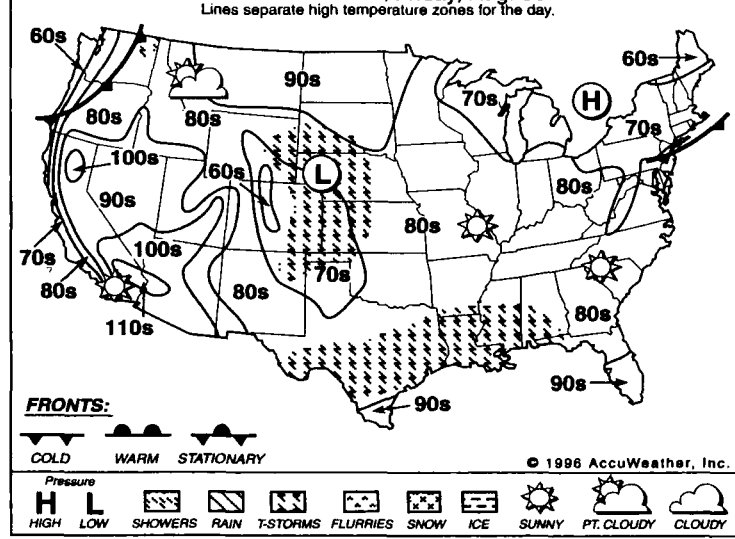 Lines separate high temperature zones for the day.
60s
90s
60s
80s
80s
70s
H
70s
100s
60s
L
80s
90s
80s
70s
100s
70s
80s
80s
80s
110s
90s
90s
FRONTS:
COLD WARM STATIONARY
© 1996 AccuWeather, Inc.
Pressure
H L
HIGH LOW SHOWERS RAIN T-STORMS FLURRIES SNOW ICE SUNNY PT. CLOUDY CLOUDY